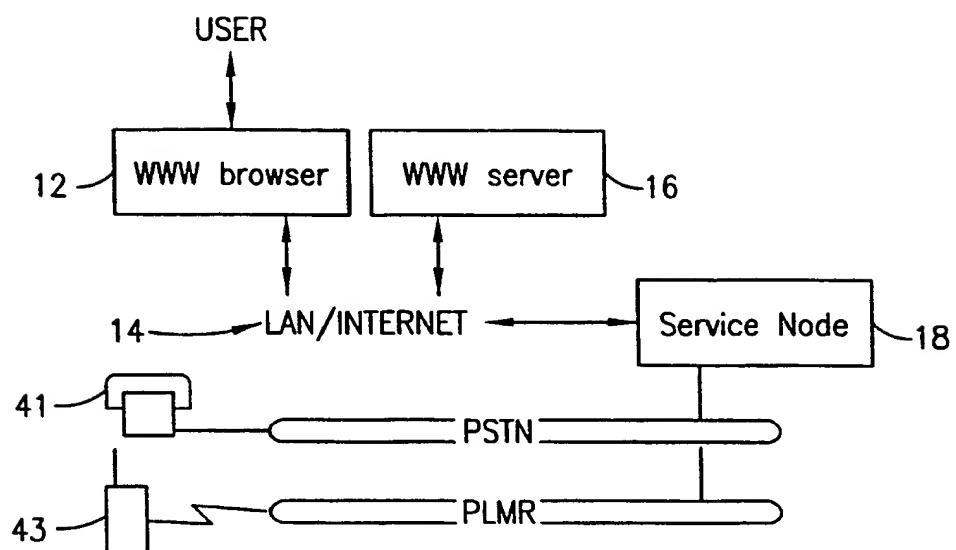 USER
12
WWW browser
WWW server
16
14
LAN/INTERNET
Service Node
18
41
PSTN
43
PLMR